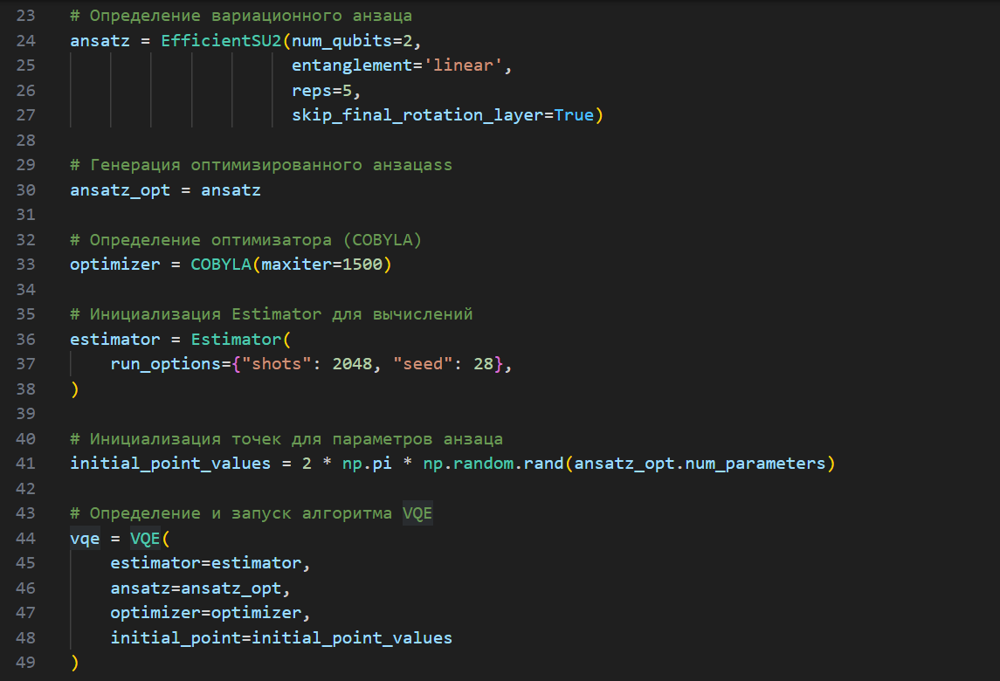 23 # Определение вариационного анзаца
24 ansatz = EfficientSU2(num_qubits=2,
25 entanglement='linear',
26 reps=5,
27 skip_final_rotation_layer=True)
28
29 # Генерация оптимизированного анзацаss
30 ansatz_opt = ansatz
31
32 # Определение оптимизатора (COBYLA)
33 optimizer = COBYLA(maxiter=1500)
34
35 # Инициализация Estimator для вычислений
36 estimator = Estimator(
37 run_options={"shots": 2048, "seed": 28},
38 )
39
40 # Инициализация точек для параметров анзаца
41 initial_point_values = 2 * np.pi * np.random.rand(ansatz_opt.num_parameters)
42
43 # Определение и запуск алгоритма VQE
44 vqe = VQE(
45 estimator=estimator,
46 ansatz=ansatz_opt,
47 optimizer=optimizer,
48 initial_point=initial_point_values
49 )